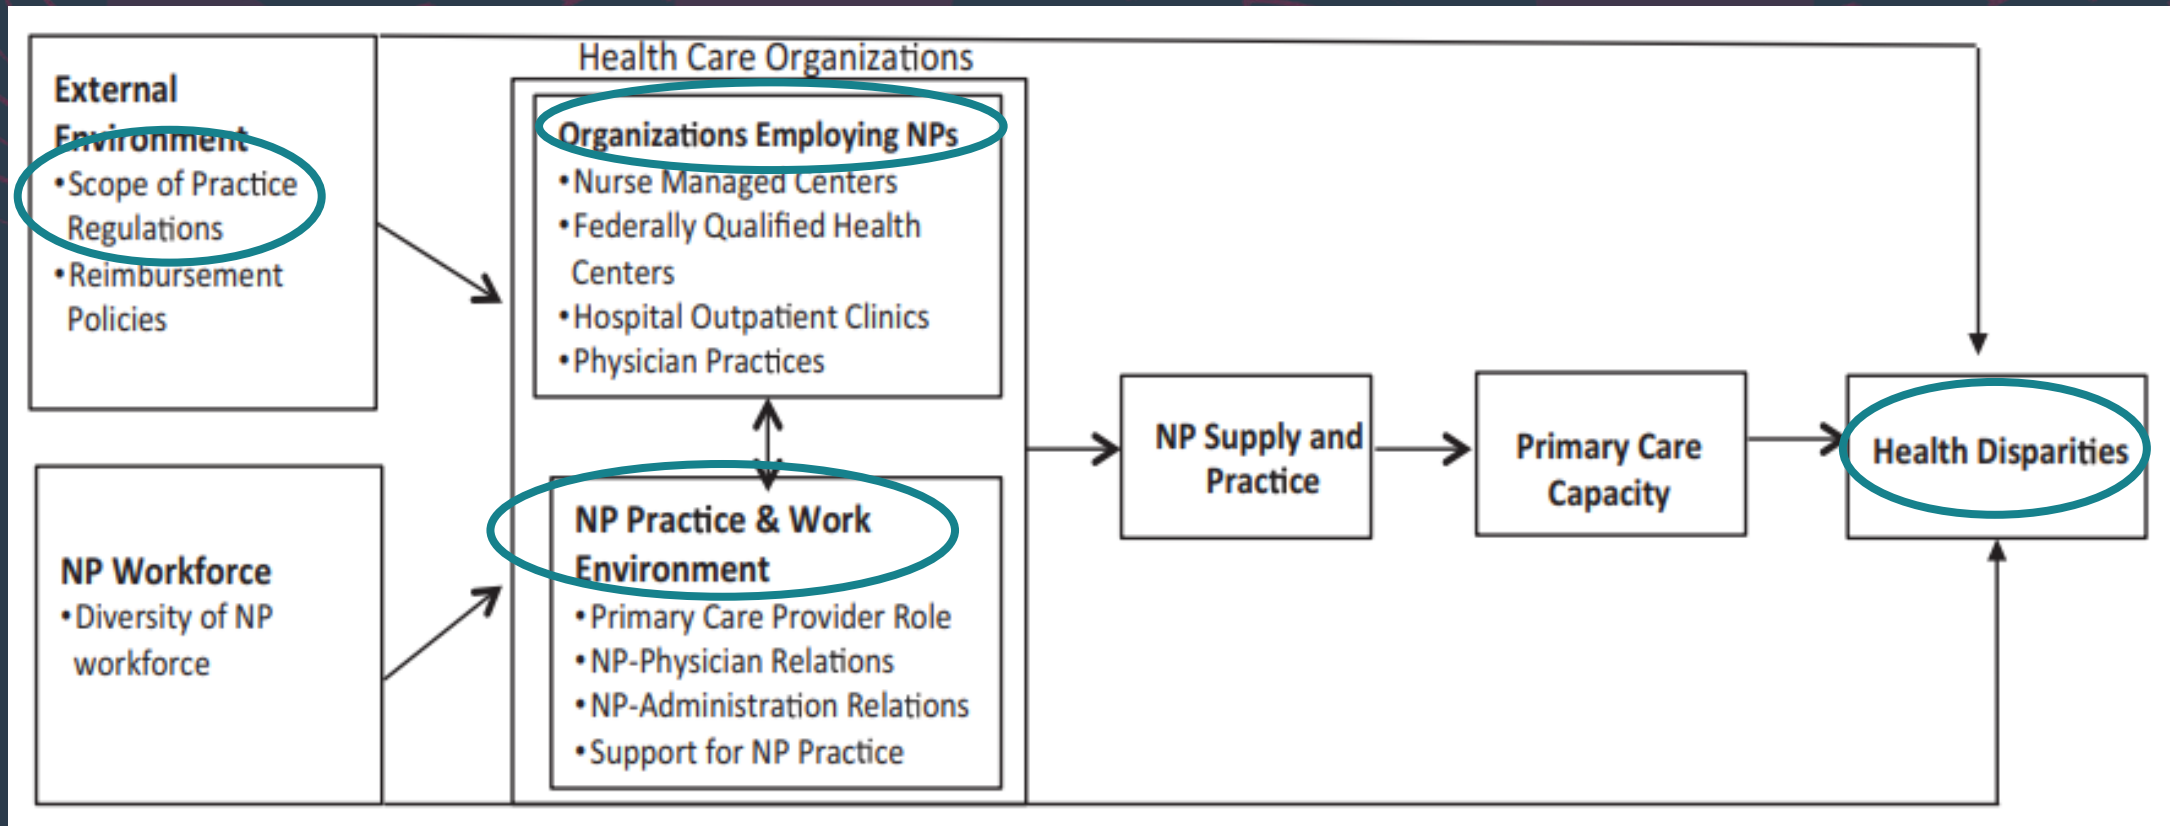 External
Environment
•Scope of Practice
Regulations
•Reimbursement
Policies
NP Workforce
•Diversity of NP
workforce
Health Care Organizations
Organizations Employing NPs
•Nurse Managed Centers
•Federally Qualified Health
Centers
•Hospital Outpatient Clinics
•Physician Practices
NP Practice & Work
Environment
•Primary Care Provider Role
•NP-Physician Relations
•NP-Administration Relations
•Support for NP Practice
NP Supply and
Practice
Primary Care
Capacity
Health Disparities